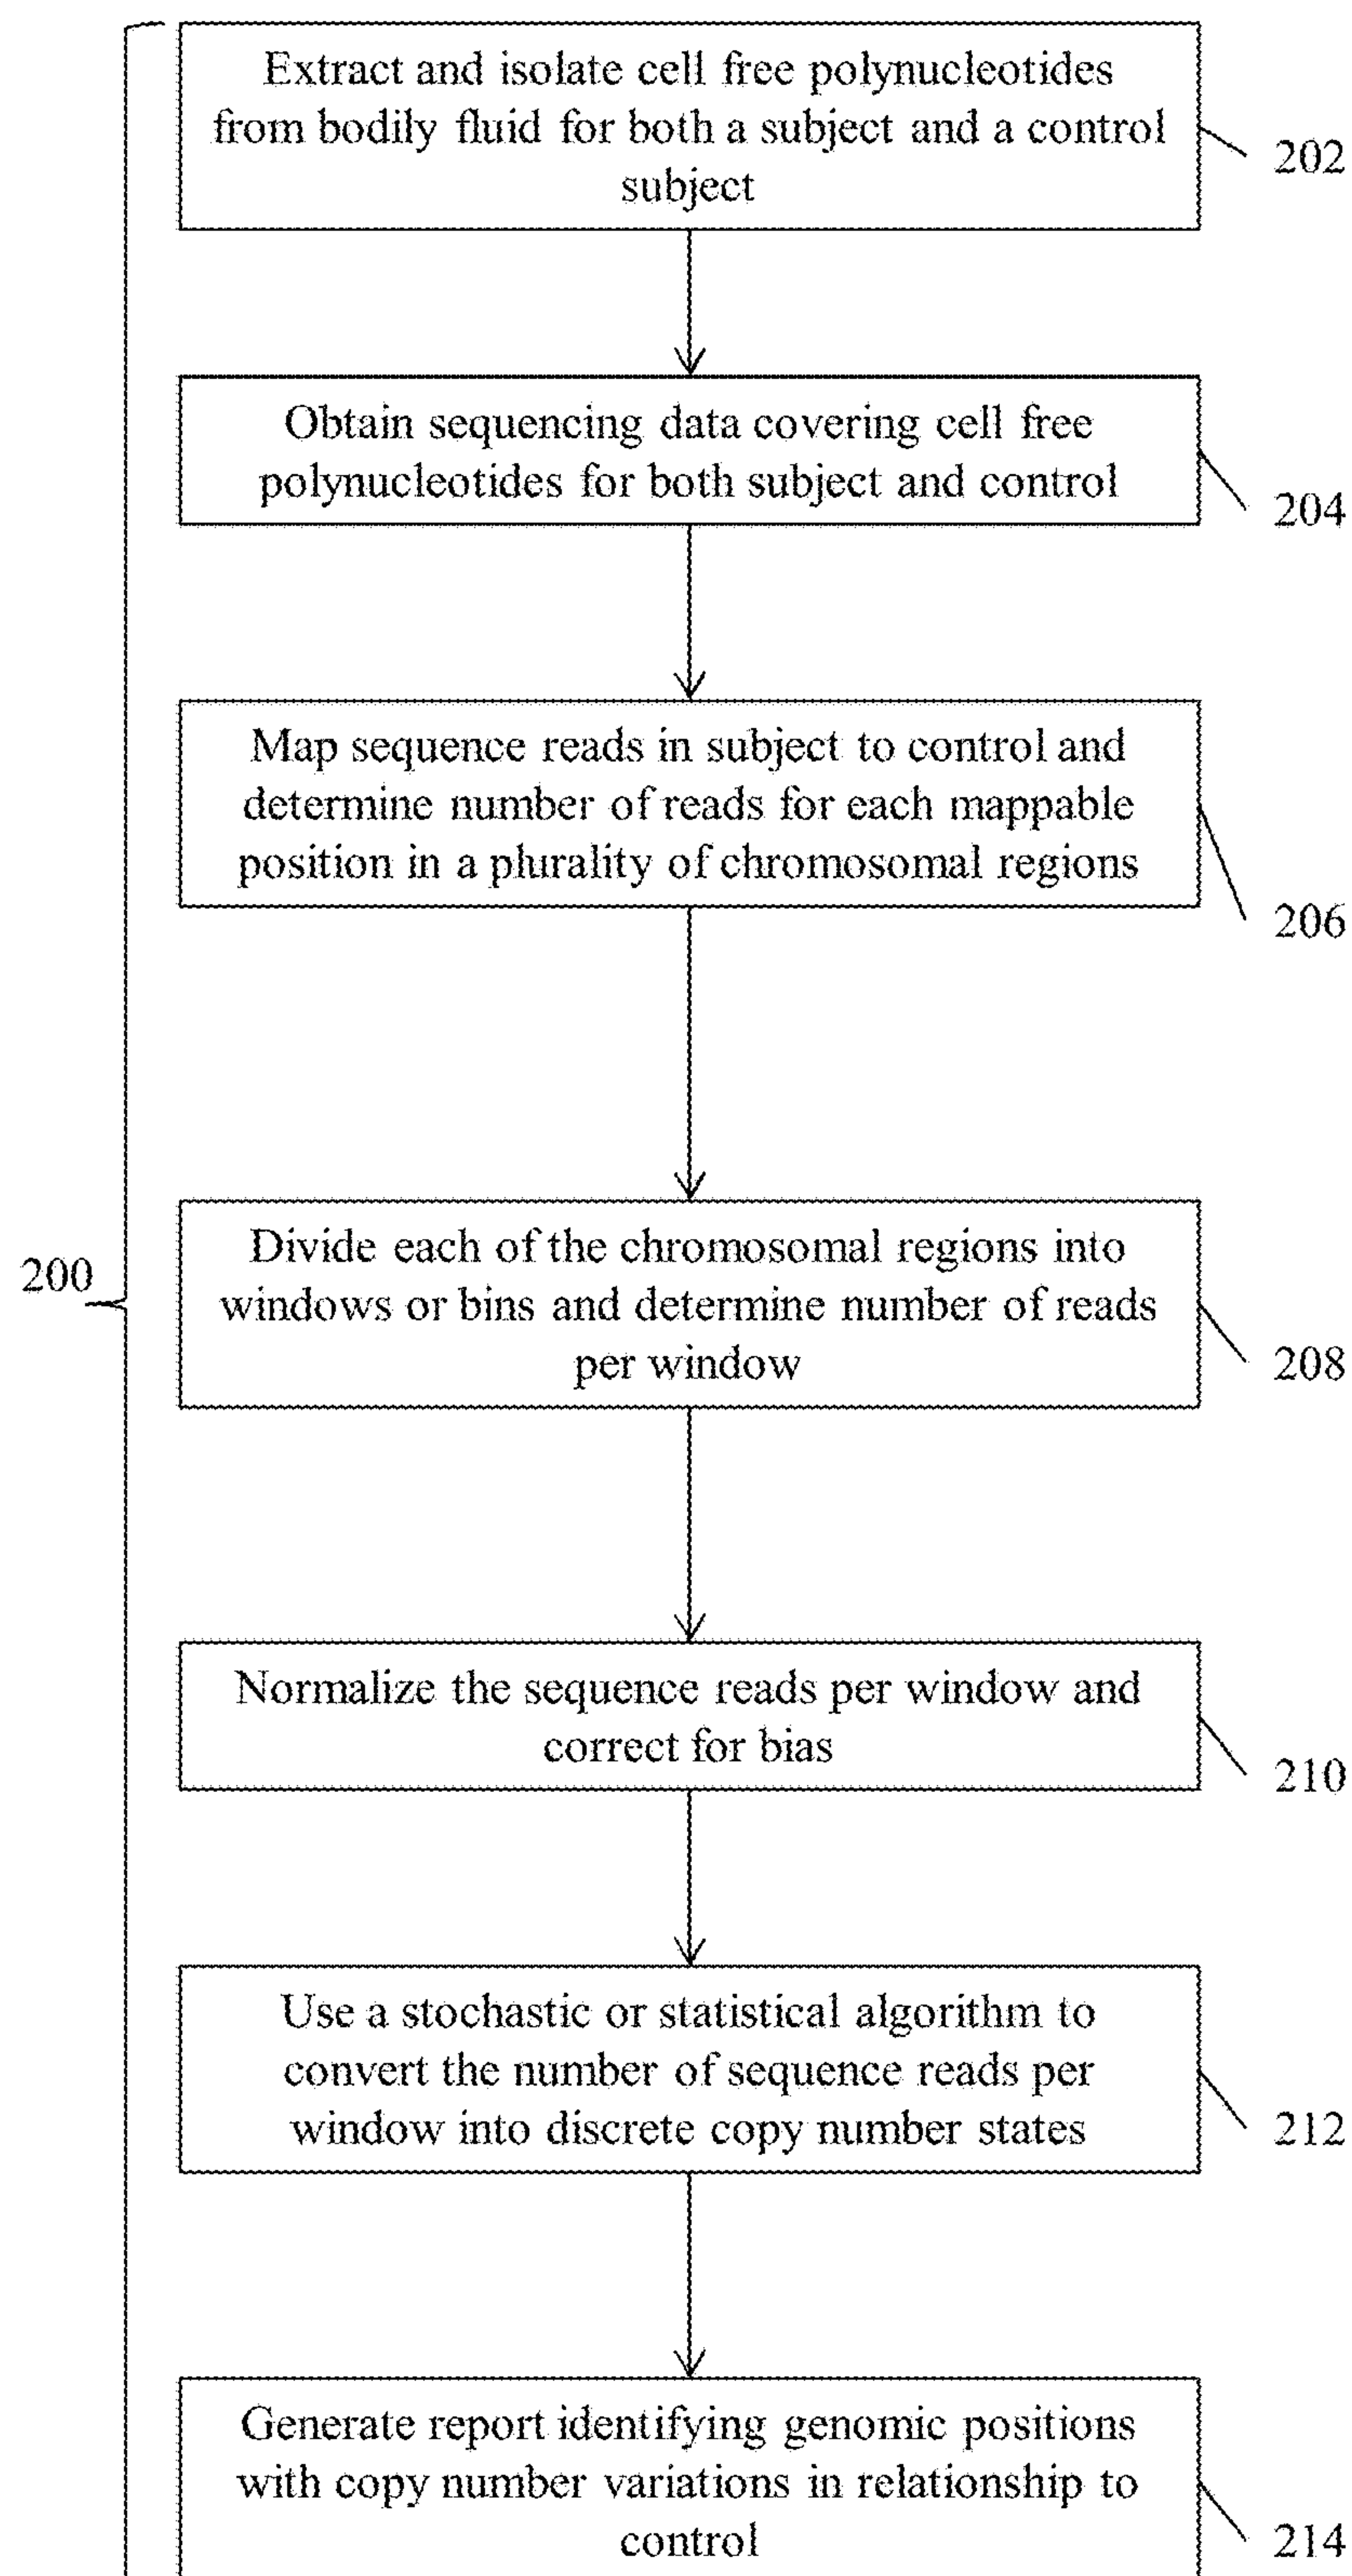 Extract and isolate cell free polynucleotides
from bodily fluid for both a subject and a control
subject
202
Obtain sequencing data covering cell free
polynucleotides for both subject and control
204
Map sequence reads in subject to control and
determine number of reads for each mappable
position in a plurality of chromosomal regions
206
Divide each of the chromosomal regions into
windows or bins and determine number of reads
per window
200
208
Normalize the sequence reads per window and
correct for bias
210
Use a stochastic or statistical algorithm to
convert the number of sequence reads per
window into discrete copy number states
212
Generate report identifying genomic positions
with copy number variations in relationship to
control
214